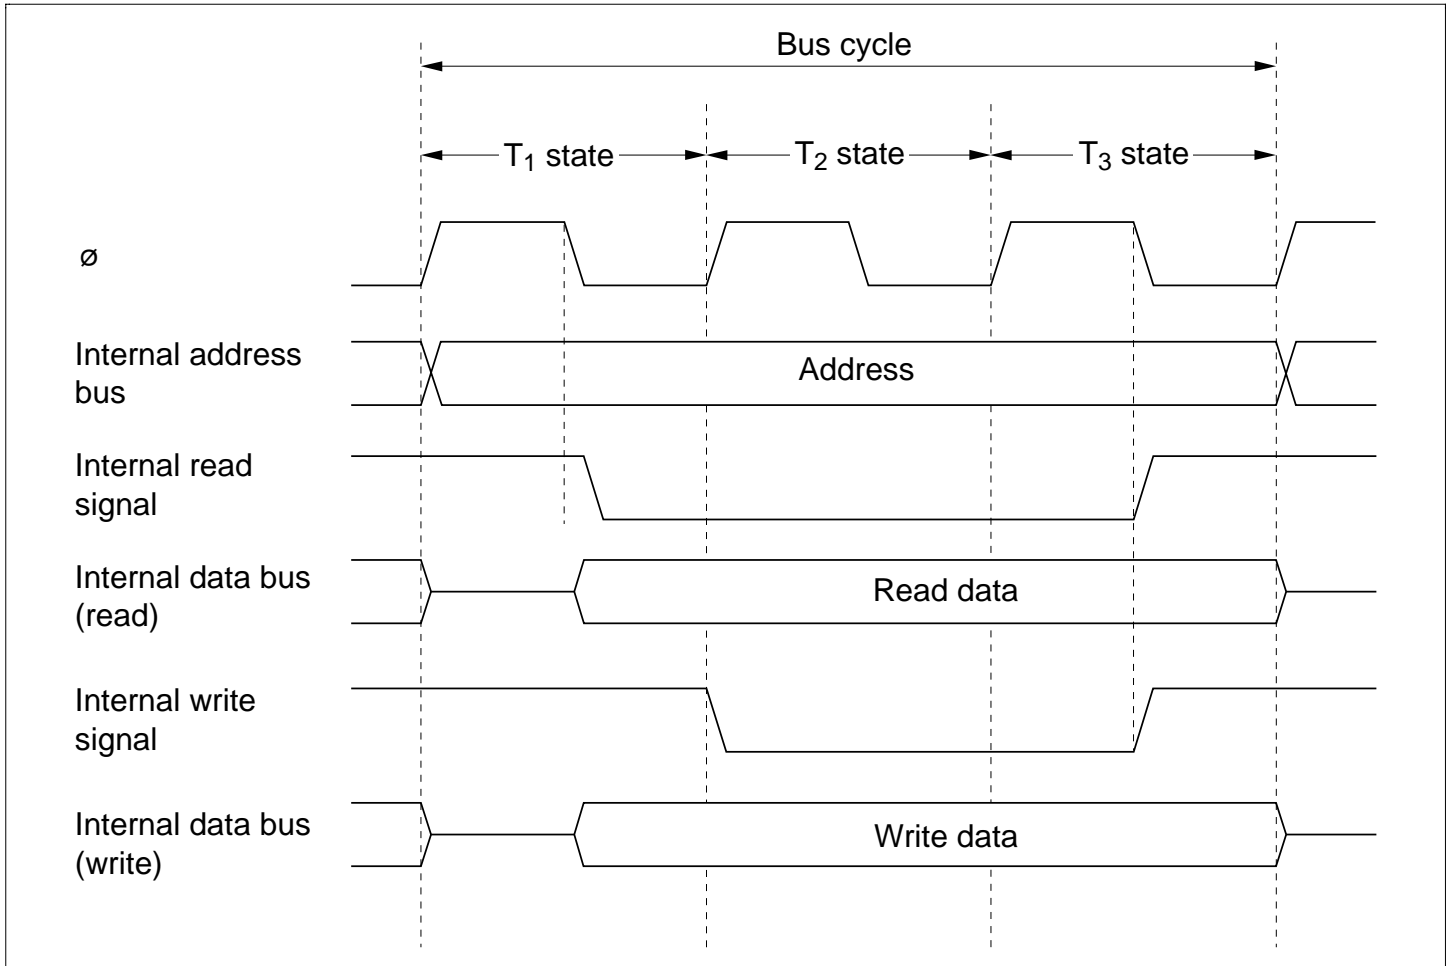 Bus cycle
T₁ state
T₂ state
T₃ state
ø
Internal address
bus
Address
Internal read
signal
Internal data bus
(read)
Read data
Internal write
signal
Internal data bus
(write)
Write data